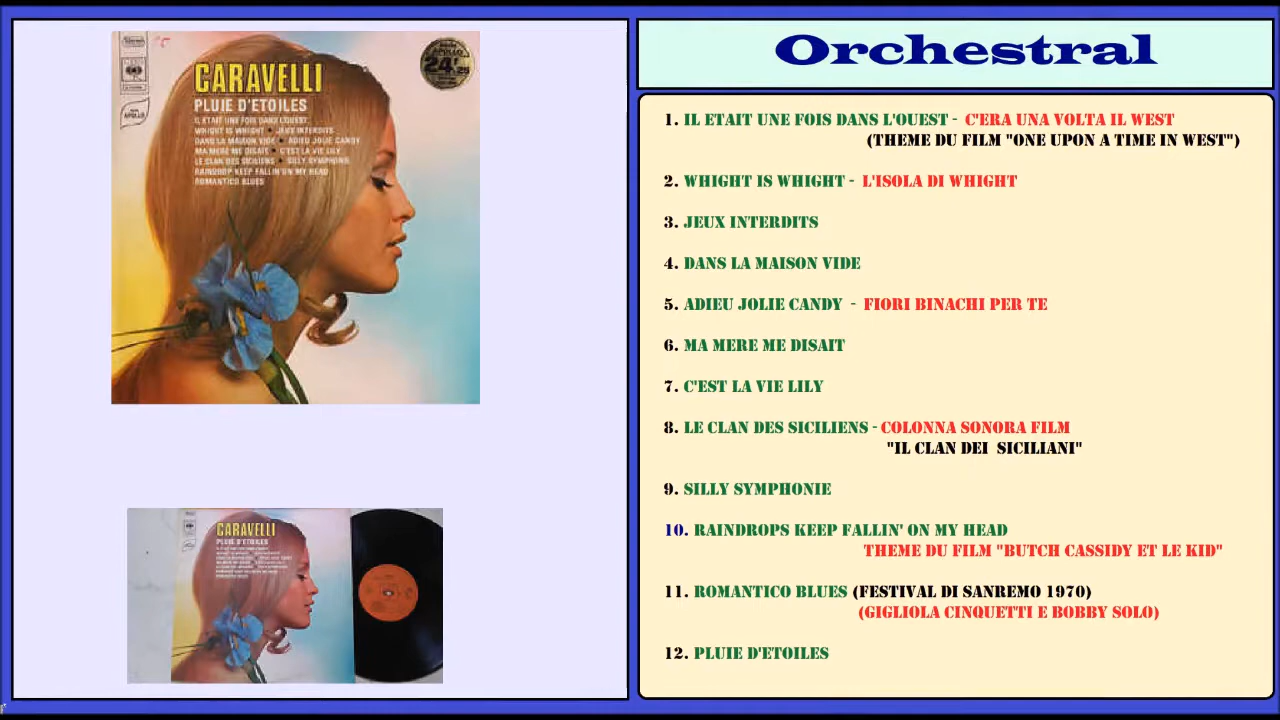 CARAVELLI
PLUIE D'ETOILES
IL ETAIT UNE FOIS DANS L'OUEST
WHIGHT IS WHIGHT • JEUX INTERDITS
DANS LA MAISON VIDE • ADIEU JOLIE CANDY
MA MERE ME DISAIT • C'EST LA VIE LILY
LE CLAN DES SICILIENS • SILLY SYMPHONIE
RAINDROP KEEP FALLIN'ON MY HEAD
ROMANTICO BLUES
24F25
CARAVELLI
PLUIE D'ETOILES
Orchestral
1. IL ETAIT UNE FOIS DANS L'OUEST - C'ERA UNA VOLTA IL WEST
(THEME DU FILM "ONE UPON A TIME IN WEST")
2. WHIGHT IS WHIGHT - L'ISOLA DI WHIGHT
3. JEUX INTERDITS
4. DANS LA MAISON VIDE
5. ADIEU JOLIE CANDY - FIORI BINACHI PER TE
6. MA MERE ME DISAIT
7. C'EST LA VIE LILY
8. LE CLAN DES SICILIENS - COLONNA SONORA FILM
"IL CLAN DEI SICILIANI"
9. SILLY SYMPHONIE
10. RAINDROPS KEEP FALLIN' ON MY HEAD
THEME DU FILM "BUTCH CASSIDY ET LE KID"
11. ROMANTICO BLUES (FESTIVAL DI SANREMO 1970)
(GIGLIOLA CINQUETTI E BOBBY SOLO)
12. PLUIE D'ETOILES